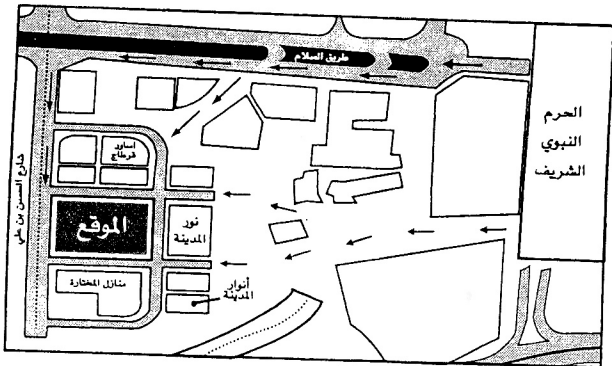 طريق السلام
الحرم
النبوي
الشريف
أساور
قرطاج
شارع الحسن بن علي
الموقع
نور
المدينة
منازل المختارة
أنوار
المدينة